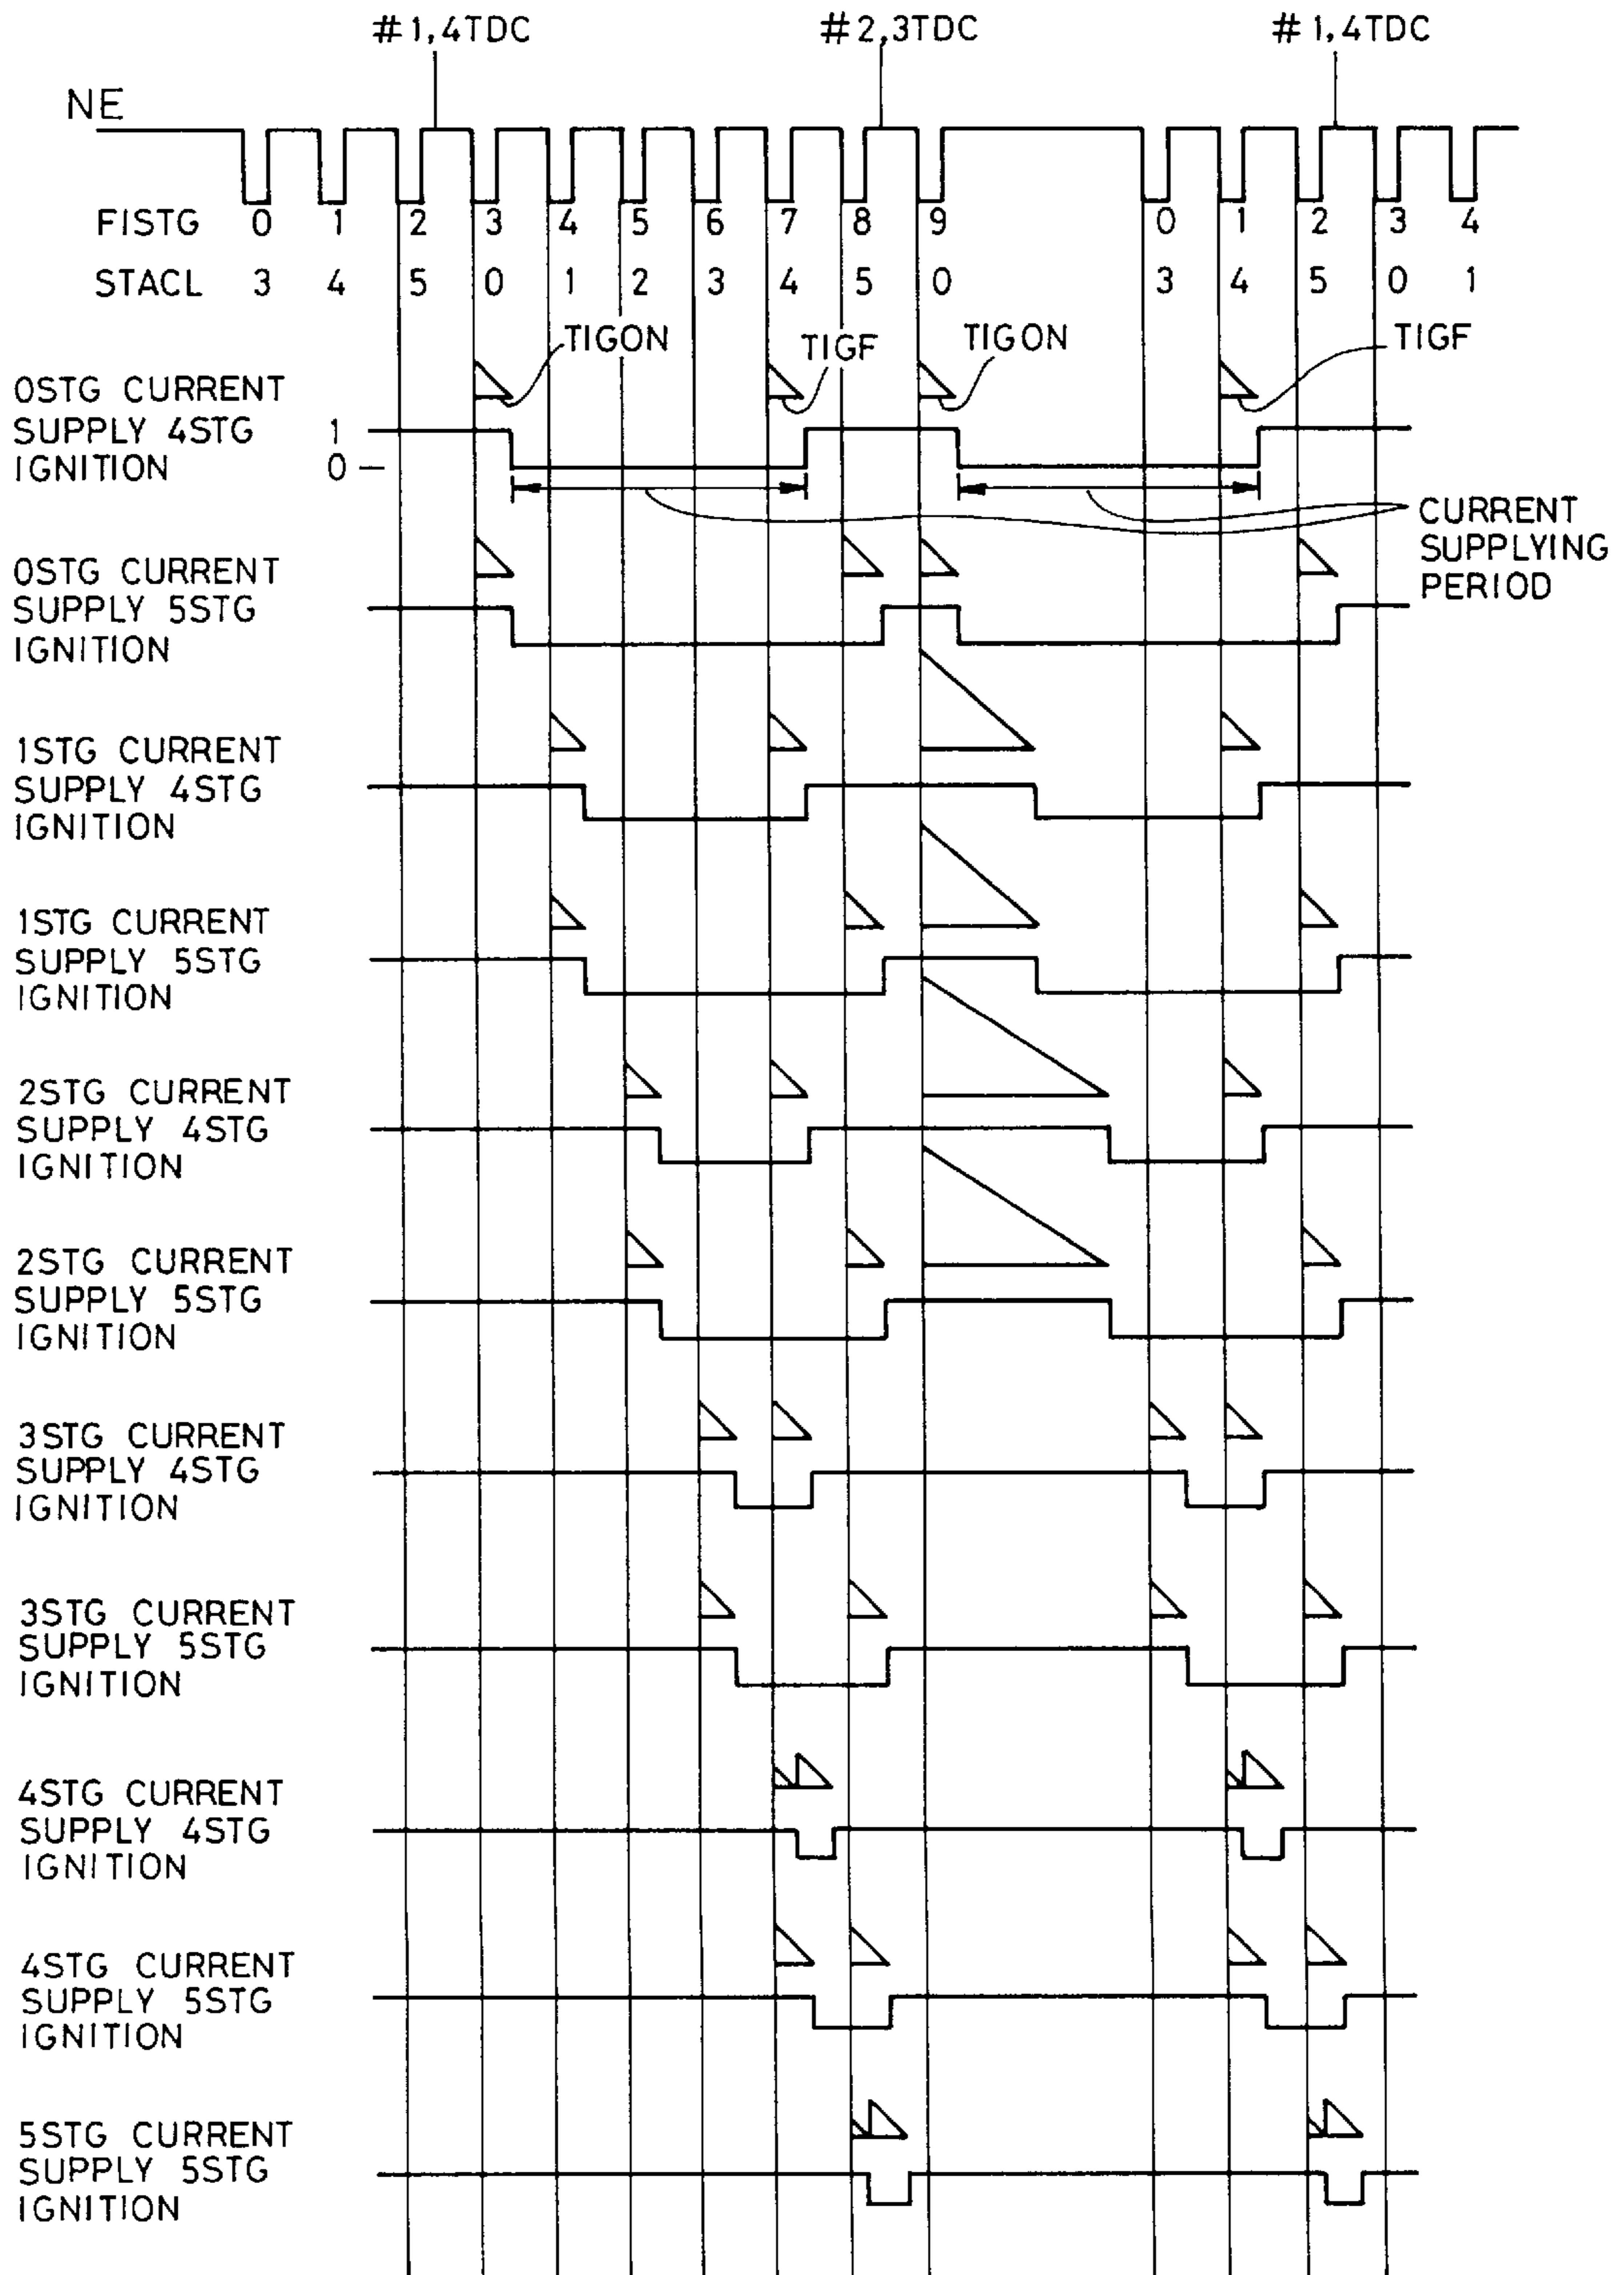 #1,4TDC #2,3TDC #1,4TDC
NE
FISTG 0 1 2 3 4 5 6 7 8 9 0 1 2 3 4
STACL 3 4 5 0 1 2 3 4 5 0 3 4 5 0 1
TIGON TIGF TIGON TIGF
0STG CURRENT
SUPPLY 4STG
IGNITION
1
0
CURRENT
SUPPLYING
PERIOD
0STG CURRENT
SUPPLY 5STG
IGNITION
1STG CURRENT
SUPPLY 4STG
IGNITION
1STG CURRENT
SUPPLY 5STG
IGNITION
2STG CURRENT
SUPPLY 4STG
IGNITION
2STG CURRENT
SUPPLY 5STG
IGNITION
3STG CURRENT
SUPPLY 4STG
IGNITION
3STG CURRENT
SUPPLY 5STG
IGNITION
4STG CURRENT
SUPPLY 4STG
IGNITION
4STG CURRENT
SUPPLY 5STG
IGNITION
5STG CURRENT
SUPPLY 5STG
IGNITION